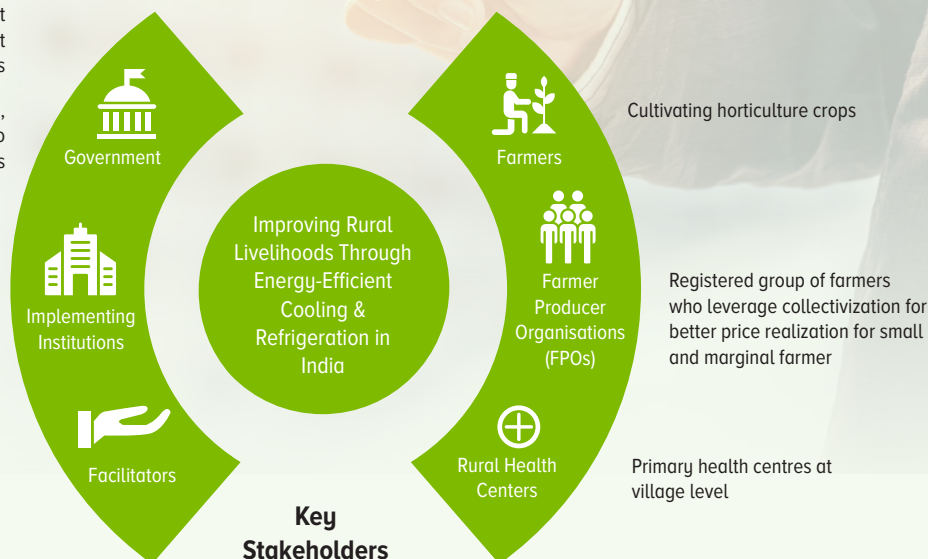 t
t
s
,
o
s
Government
Implementing
Institutions
Facilitators
Improving Rural
Livelihoods Through
Energy-Efficient
Cooling &
Refrigeration in
India
Farmers
Farmer
Producer
Organisations
(FPOs)
Rural Health
Centers
Cultivating horticulture crops
Registered group of farmers
who leverage collectivization for
better price realization for small
and marginal farmer
Primary health centres at
village level
Key
Stakeholders